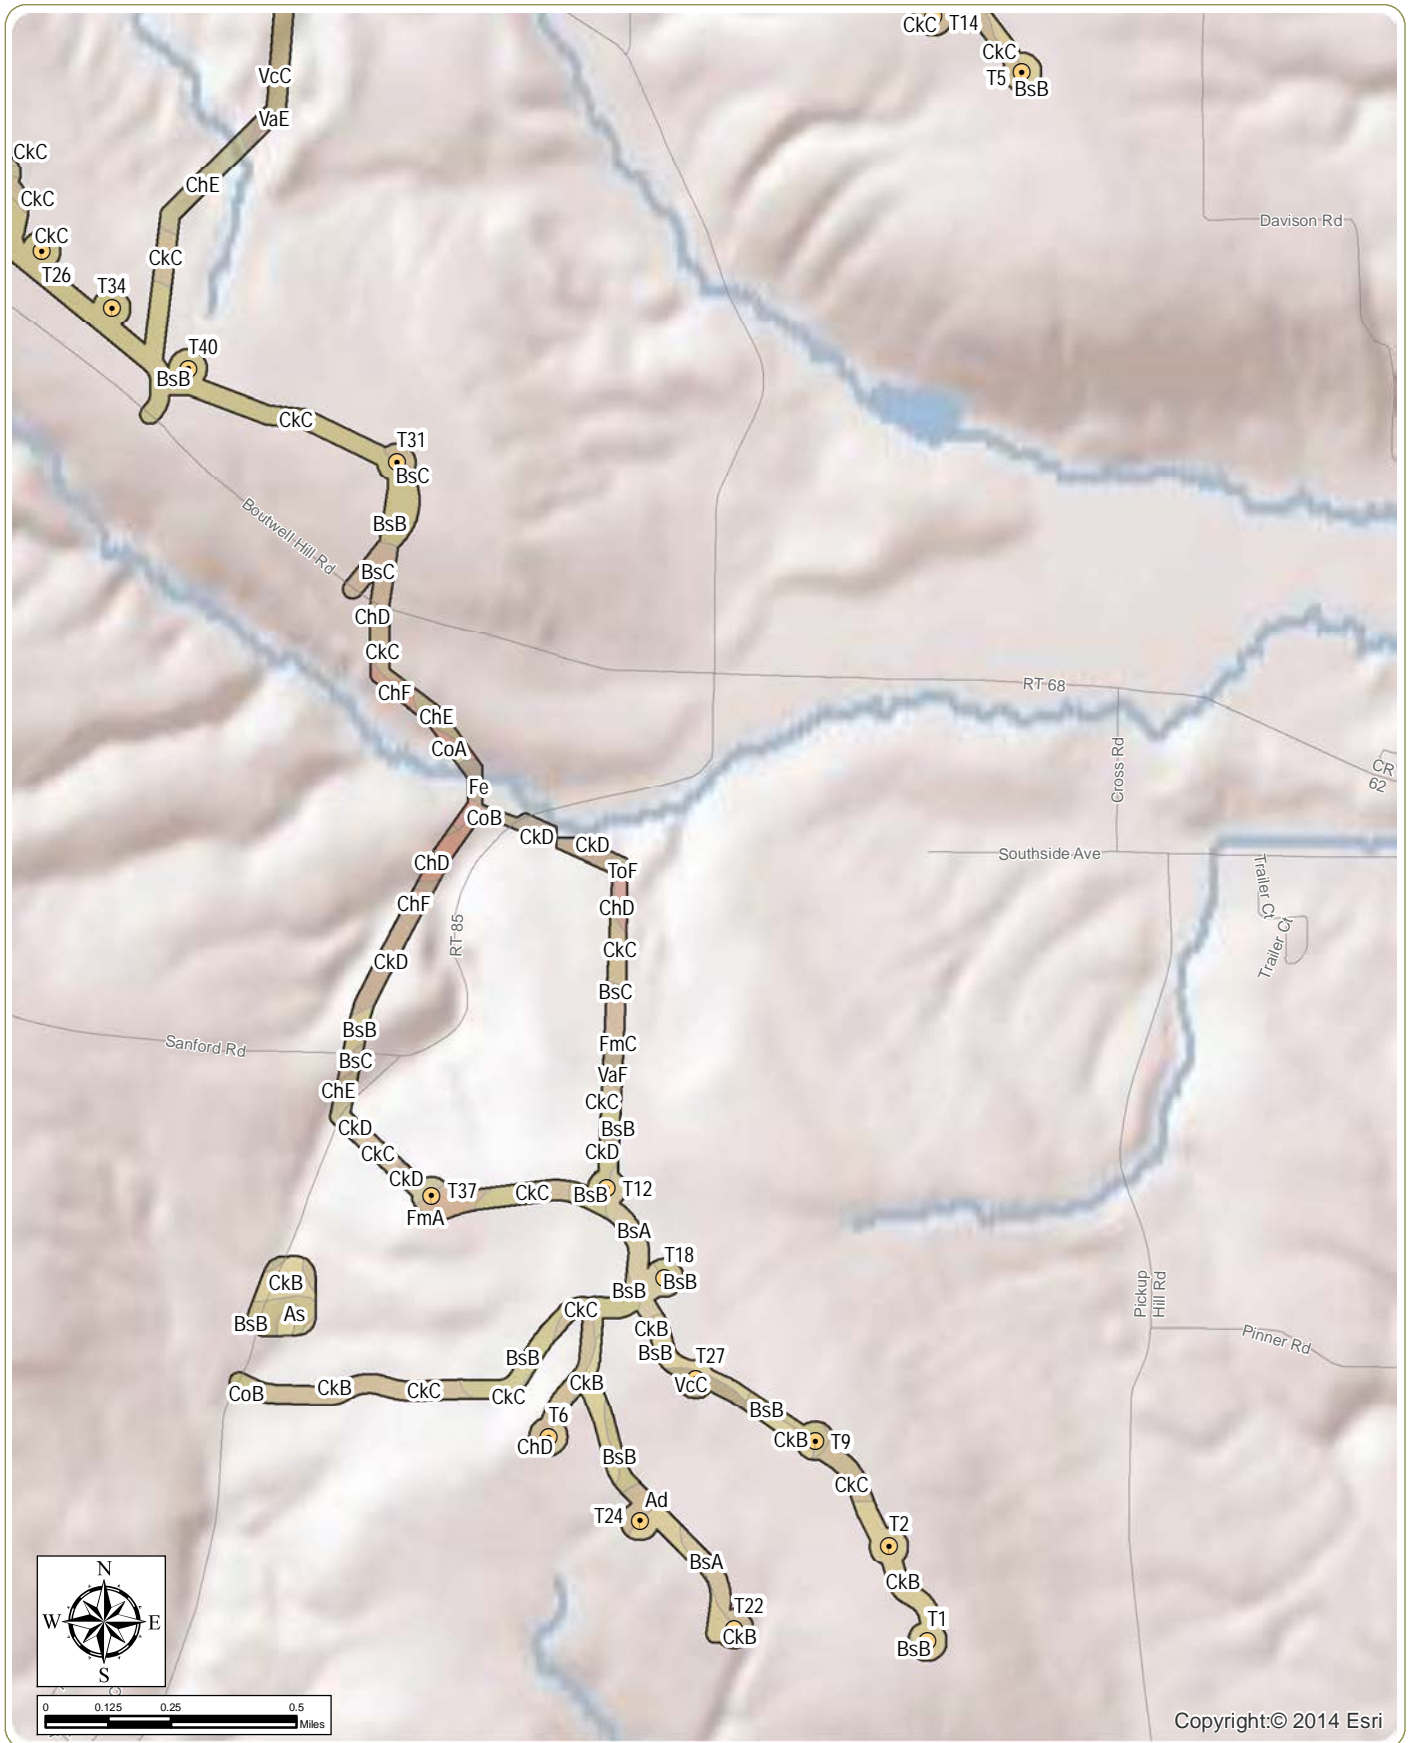 CkC
T14
CkC
T5
BsB
VcC
VaE
CkC
ChE
CkC
Davison Rd
CkC
CkC
T26
T34
T40
BsB
CkC
T31
BsC
Boutwell Hill Rd
BsB
BsC
ChD
CkC
ChF
RT 68
ChE
CoA
Cross Rd
CR
62
Fe
CoB
CkD
CkD
Southside Ave
ChD
ToF
Trailer Ct
Trailer Ct
ChF
ChD
RT 85
CkC
CkD
BsC
BsB
Sanford Rd
FmC
BsC
VaF
ChE
CkC
CkD
BsB
CkC
CkD
CkD
T37
CkC
BsB
T12
FmA
BsA
T18
BsB
BsB
CkB
As
BsB
CkC
CkB
BsB
Pickup
Hill Rd
Pinner Rd
BsB
T27
VcC
CoB
CkB
CkC
CkC
CkB
BsB
T6
ChD
CkB
T9
BsB
CkC
Ad
T24
T2
BsA
CkB
T22
CkB
T1
BsB
N
W
E
S
0
0.125
0.25
0.5
Miles
Copyright:© 2014 Esri